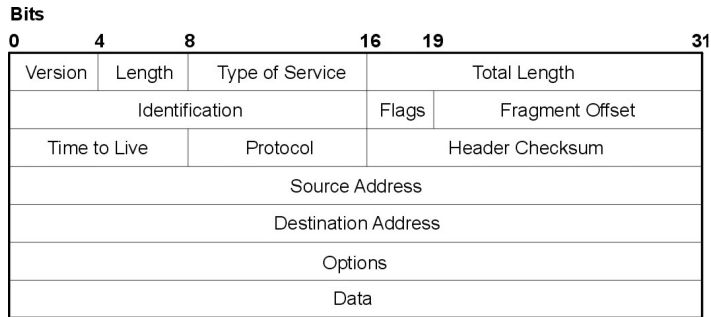 Bits
0 4 8 16 19 31
Version Length Type of Service Total Length
Identification Flags Fragment Offset
Time to Live Protocol Header Checksum
Source Address
Destination Address
Options
Data